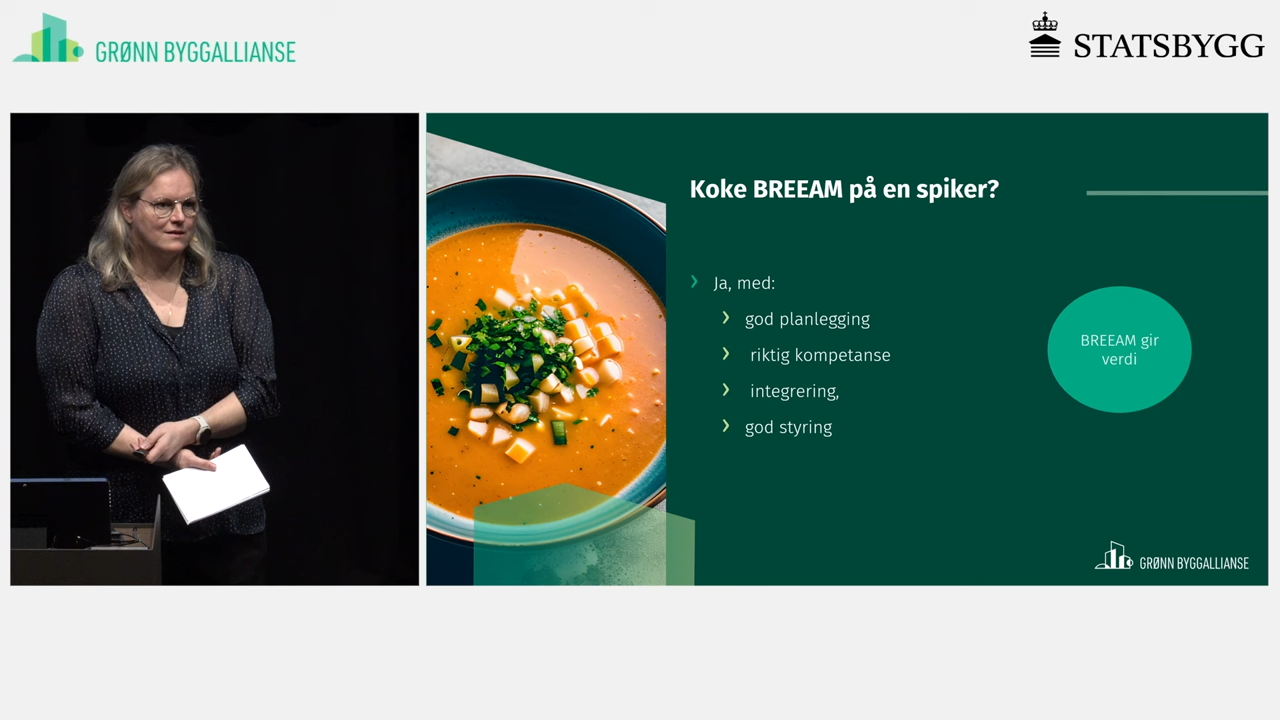 GRØNN BYGGALLIANSE
STATSBYGG
Koke BREEAM på en spiker?
Ja, med:
god planlegging
riktig kompetanse
integrering,
god styring
BREEAM gir
verdi
GRØNN BYGGALLIANSE